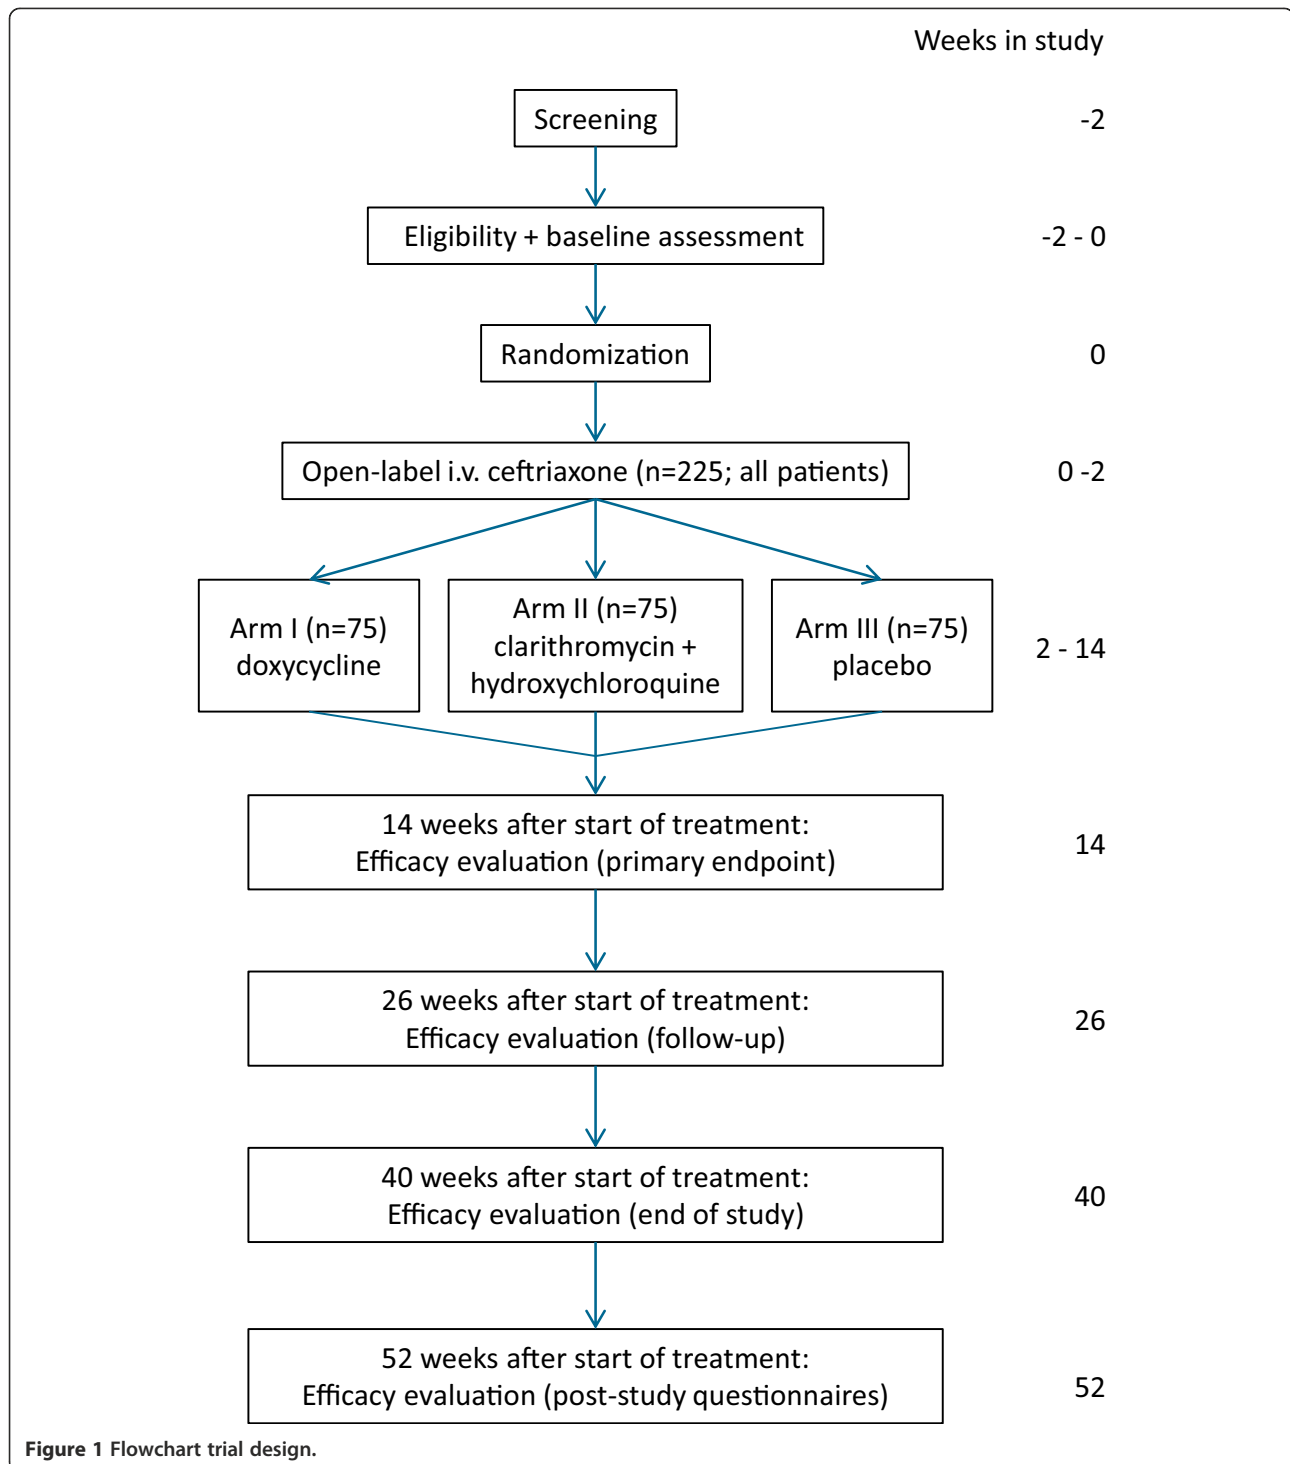 Weeks in study
Screening
-2
Eligibility + baseline assessment
-2 - 0
Randomization
0
Open-label i.v. ceftriaxone (n=225; all patients)
0 -2
Arm I (n=75)
doxycycline
Arm II (n=75)
clarithromycin +
hydroxychloroquine
Arm III (n=75)
placebo
2 - 14
14 weeks after start of treatment:
Efficacy evaluation (primary endpoint)
14
26 weeks after start of treatment:
Efficacy evaluation (follow-up)
26
40 weeks after start of treatment:
Efficacy evaluation (end of study)
40
52 weeks after start of treatment:
Efficacy evaluation (post-study questionnaires)
52
Figure 1 Flowchart trial design.